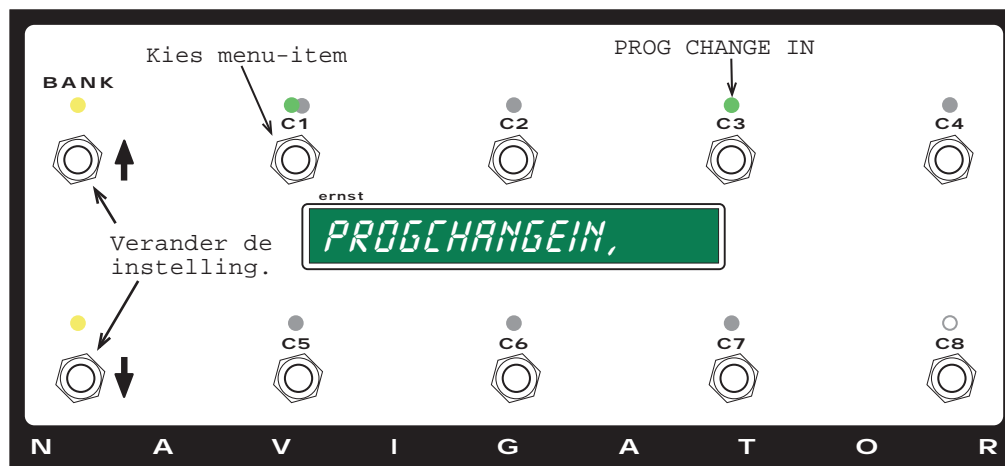 Kies menu-item
PROG CHANGE IN
BANK
C1
C2
C3
C4
ernst
PROGCHANGEIN,
Verander de
instelling.
C5
C6
C7
C8
N A V I G A T O R